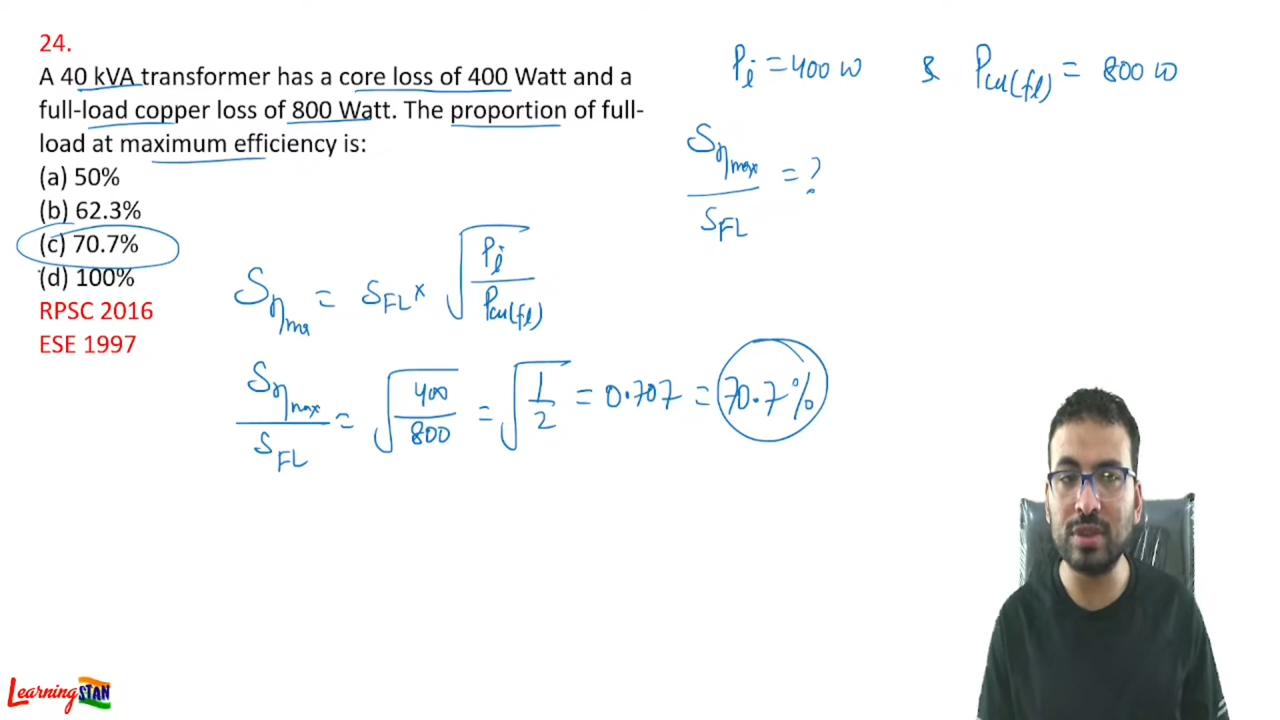 24.
A 40 kVA transformer has a core loss of 400 Watt and a
full-load copper loss of 800 Watt. The proportion of full-
load at maximum efficiency is:
(a) 50%
(b) 62.3%
(c) 70.7%
(d) 100%
RPSC 2016
ESE 1997
Pi = 400 W & Pcu(fl) = 800 W
Sηmax / SFL = ?
Sηmx = SFL × √(Pi / Pcu(fl))
Sηmax / SFL = √(400 / 800) = √(1 / 2) = 0.707 = 70.7%
LearningSTAN